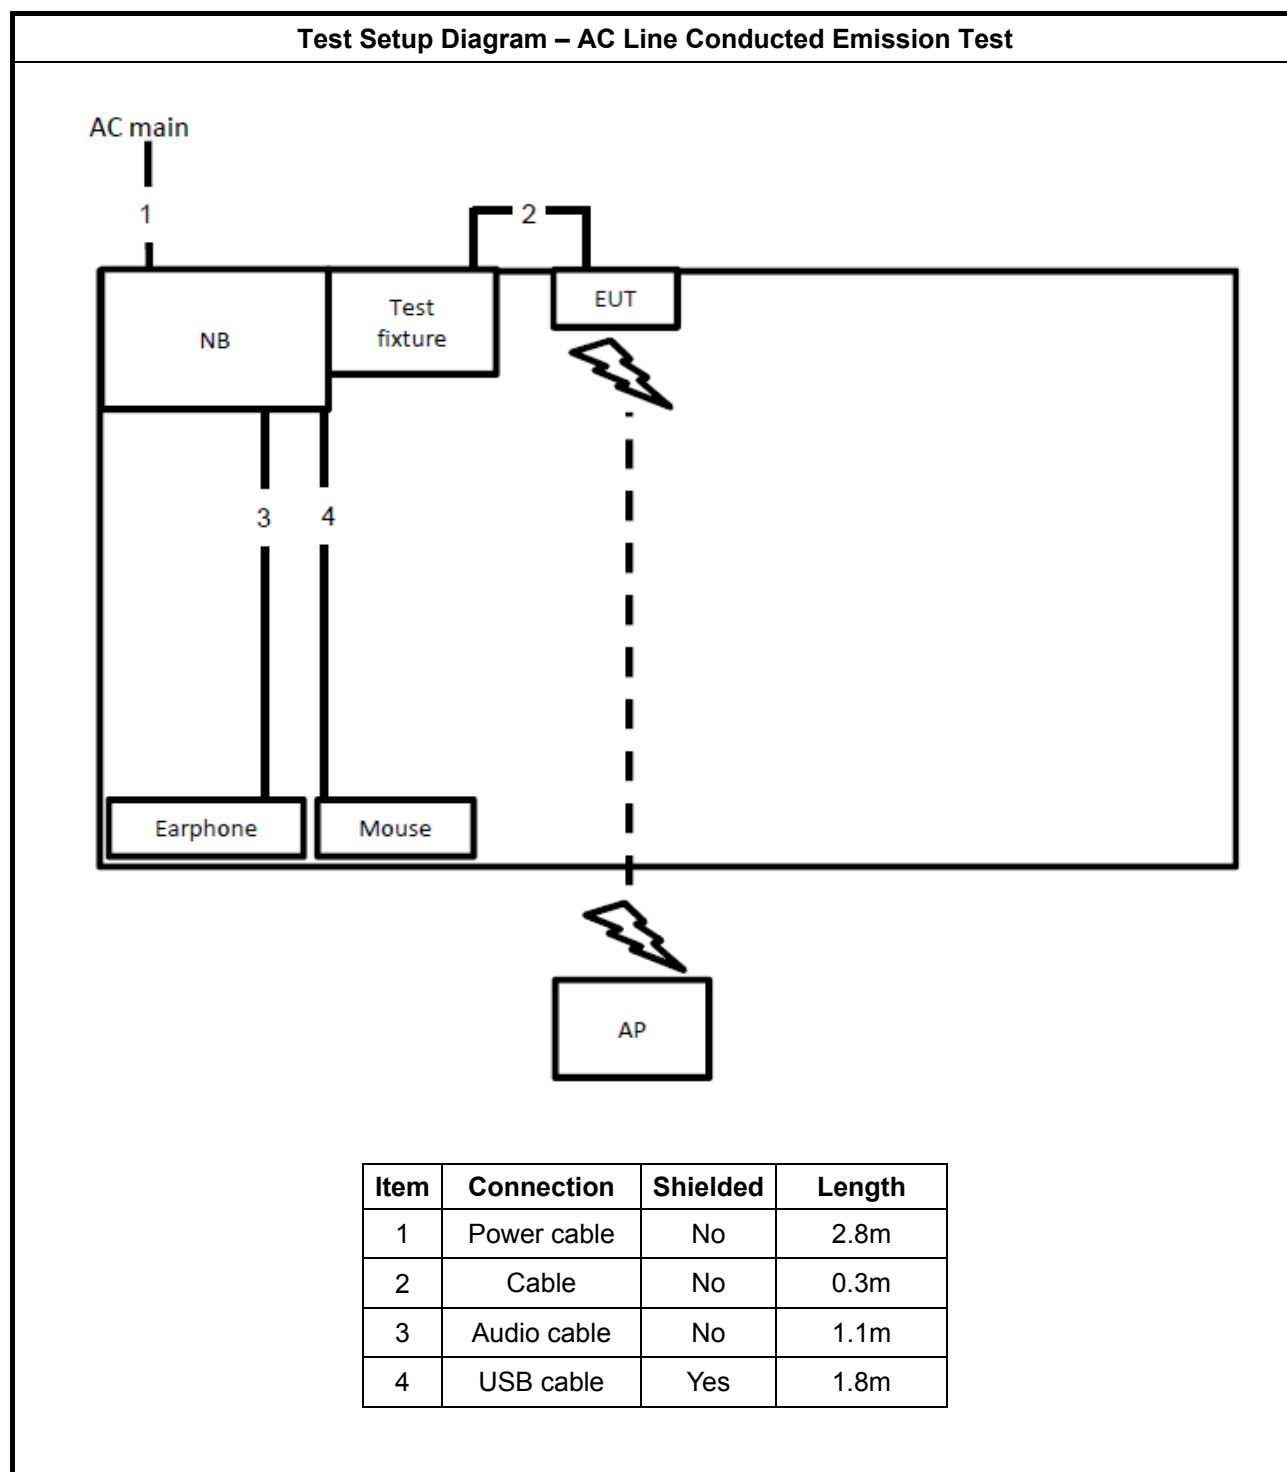 Test Setup Diagram – AC Line Conducted Emission Test
AC main
1
2
NB
Test
fixture
EUT
3
4
Earphone
Mouse
AP
Item Connection Shielded Length
1 Power cable No 2.8m
2 Cable No 0.3m
3 Audio cable No 1.1m
4 USB cable Yes 1.8m